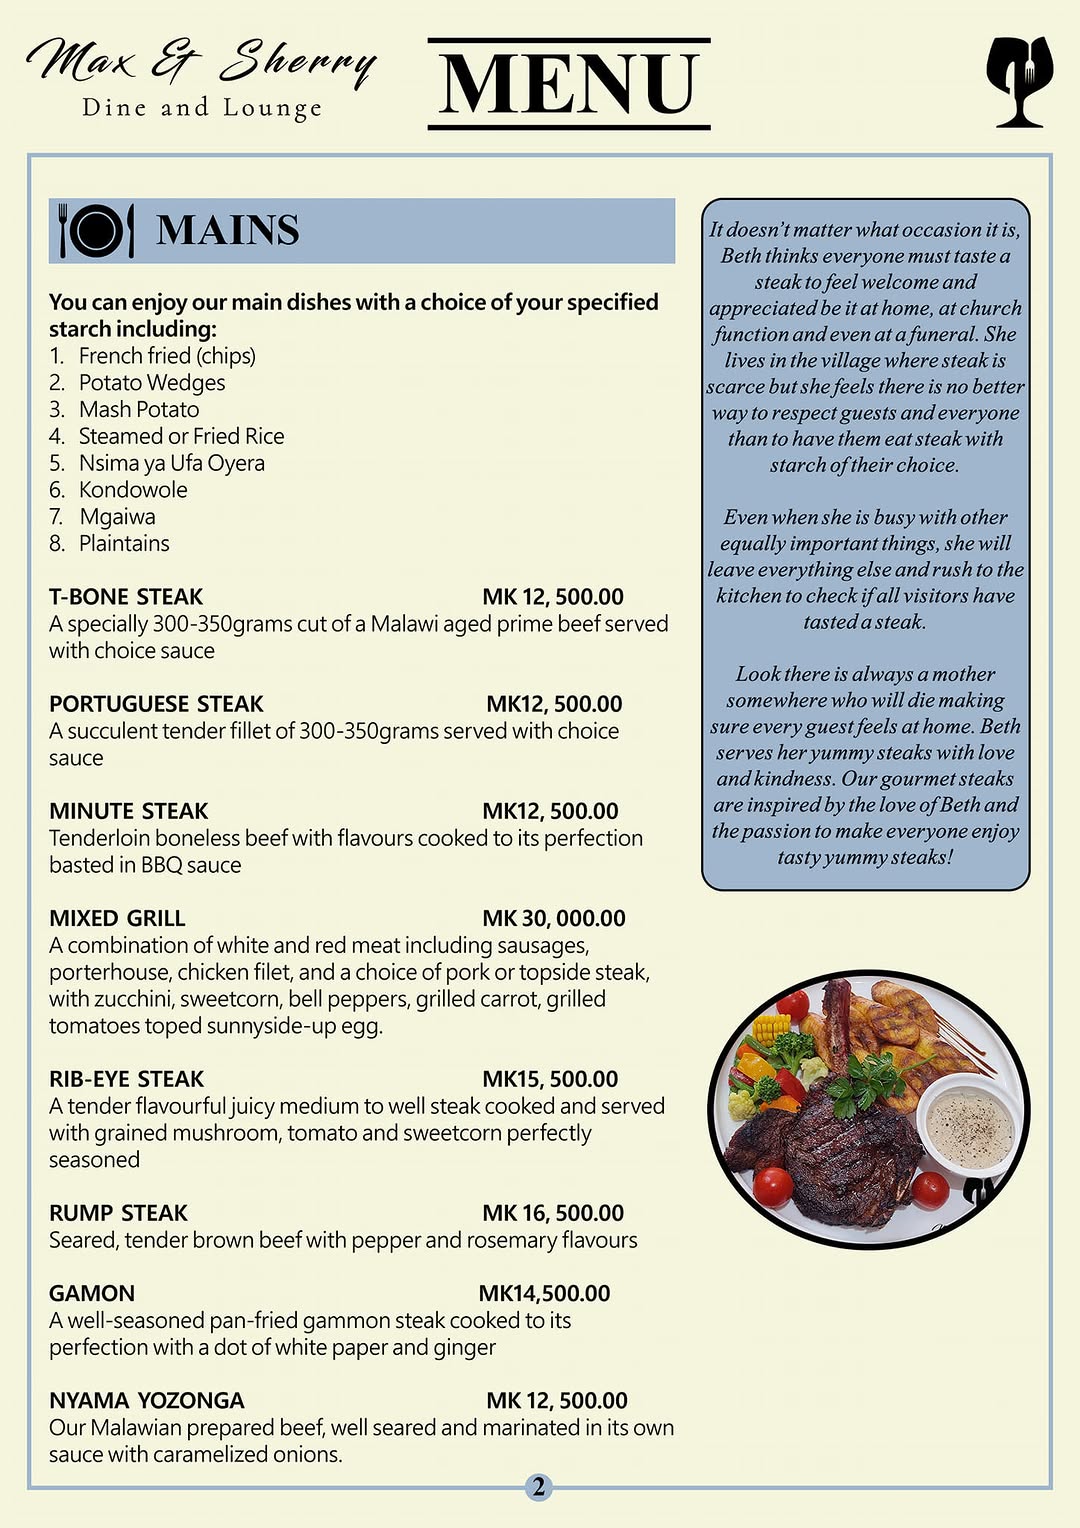 Max & Sherry
Dine and Lounge
MENU
MAINS
You can enjoy our main dishes with a choice of your specified
starch including:
1. French fried (chips)
2. Potato Wedges
3. Mash Potato
4. Steamed or Fried Rice
5. Nsima ya Ufa Oyera
6. Kondowole
7. Mgaiwa
8. Plaintains
T-BONE STEAK MK 12, 500.00
A specially 300-350grams cut of a Malawi aged prime beef served
with choice sauce
PORTUGUESE STEAK MK12, 500.00
A succulent tender fillet of 300-350grams served with choice
sauce
MINUTE STEAK MK12, 500.00
Tenderloin boneless beef with flavours cooked to its perfection
basted in BBQ sauce
MIXED GRILL MK 30, 000.00
A combination of white and red meat including sausages,
porterhouse, chicken filet, and a choice of pork or topside steak,
with zucchini, sweetcorn, bell peppers, grilled carrot, grilled
tomatoes toped sunnyside-up egg.
RIB-EYE STEAK MK15, 500.00
A tender flavourful juicy medium to well steak cooked and served
with grained mushroom, tomato and sweetcorn perfectly
seasoned
RUMP STEAK MK 16, 500.00
Seared, tender brown beef with pepper and rosemary flavours
GAMON MK14,500.00
A well-seasoned pan-fried gammon steak cooked to its
perfection with a dot of white paper and ginger
NYAMA YOZONGA MK 12, 500.00
Our Malawian prepared beef, well seared and marinated in its own
sauce with caramelized onions.
It doesn't matter what occasion it is,
Beth thinks everyone must taste a
steak to feel welcome and
appreciated be it at home, at church
function and even at a funeral. She
lives in the village where steak is
scarce but she feels there is no better
way to respect guests and everyone
than to have them eat steak with
starch of their choice.
Even when she is busy with other
equally important things, she will
leave everything else and rush to the
kitchen to check if all visitors have
tasted a steak.
Look there is always a mother
somewhere who will die making
sure every guest feels at home. Beth
serves her yummy steaks with love
and kindness. Our gourmet steaks
are inspired by the love of Beth and
the passion to make everyone enjoy
tasty yummy steaks!
2